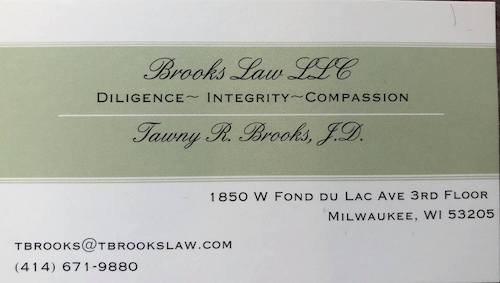 Brooks Law LLC
Diligence~ Integrity~Compassion
Tawny R. Brooks, J.D.
1850 W Fond du Lac Ave 3rd Floor
Milwaukee, WI 53205
tbrooks@tbrookslaw.com
(414) 671-9880